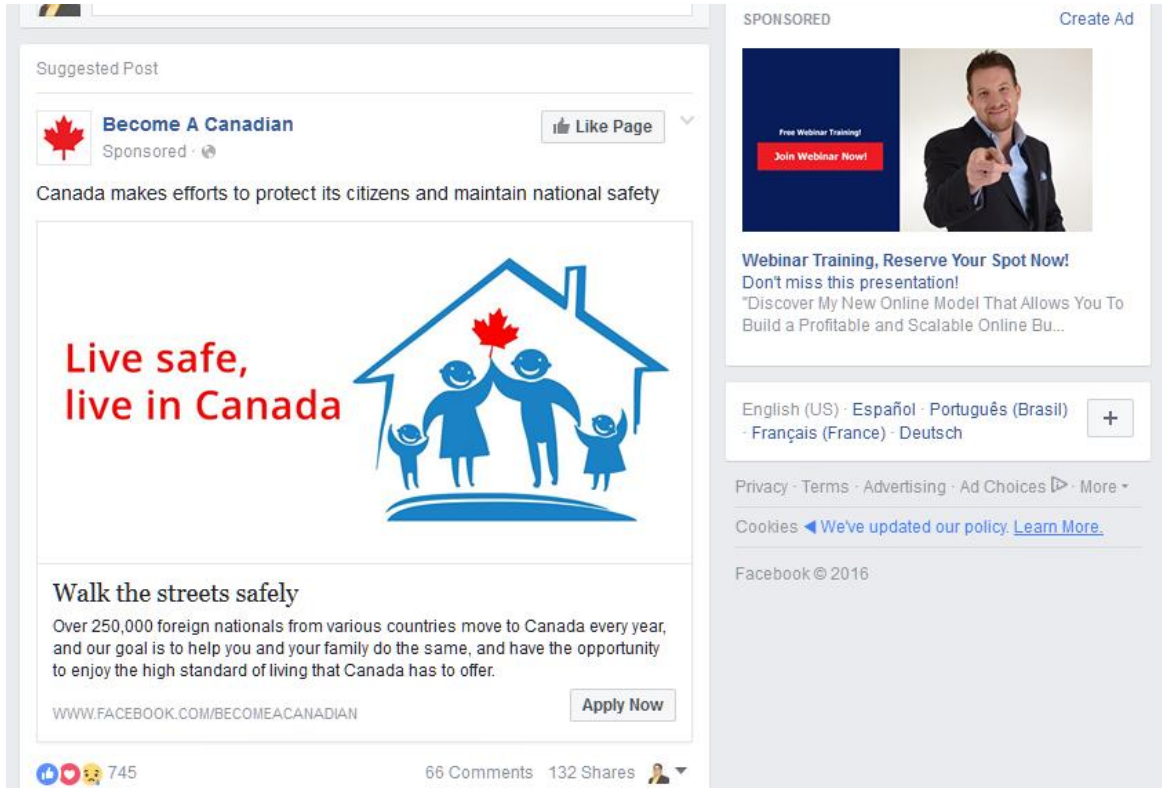 Suggested Post
Become A Canadian
Like Page
Sponsored ·
Canada makes efforts to protect its citizens and maintain national safety
Live safe,
live in Canada
Walk the streets safely
Over 250,000 foreign nationals from various countries move to Canada every year,
and our goal is to help you and your family do the same, and have the opportunity
to enjoy the high standard of living that Canada has to offer.
WWW.FACEBOOK.COM/BECOMEACANADIAN
Apply Now
745
66 Comments 132 Shares
SPONSORED
Create Ad
Free Webinar Training!
Join Webinar Now!
Webinar Training, Reserve Your Spot Now!
Don't miss this presentation!
"Discover My New Online Model That Allows You To
Build a Profitable and Scalable Online Bu...
English (US) · Español · Português (Brasil)
· Français (France) · Deutsch
+
Privacy · Terms · Advertising · Ad Choices · More
Cookies We've updated our policy. Learn More.
Facebook © 2016